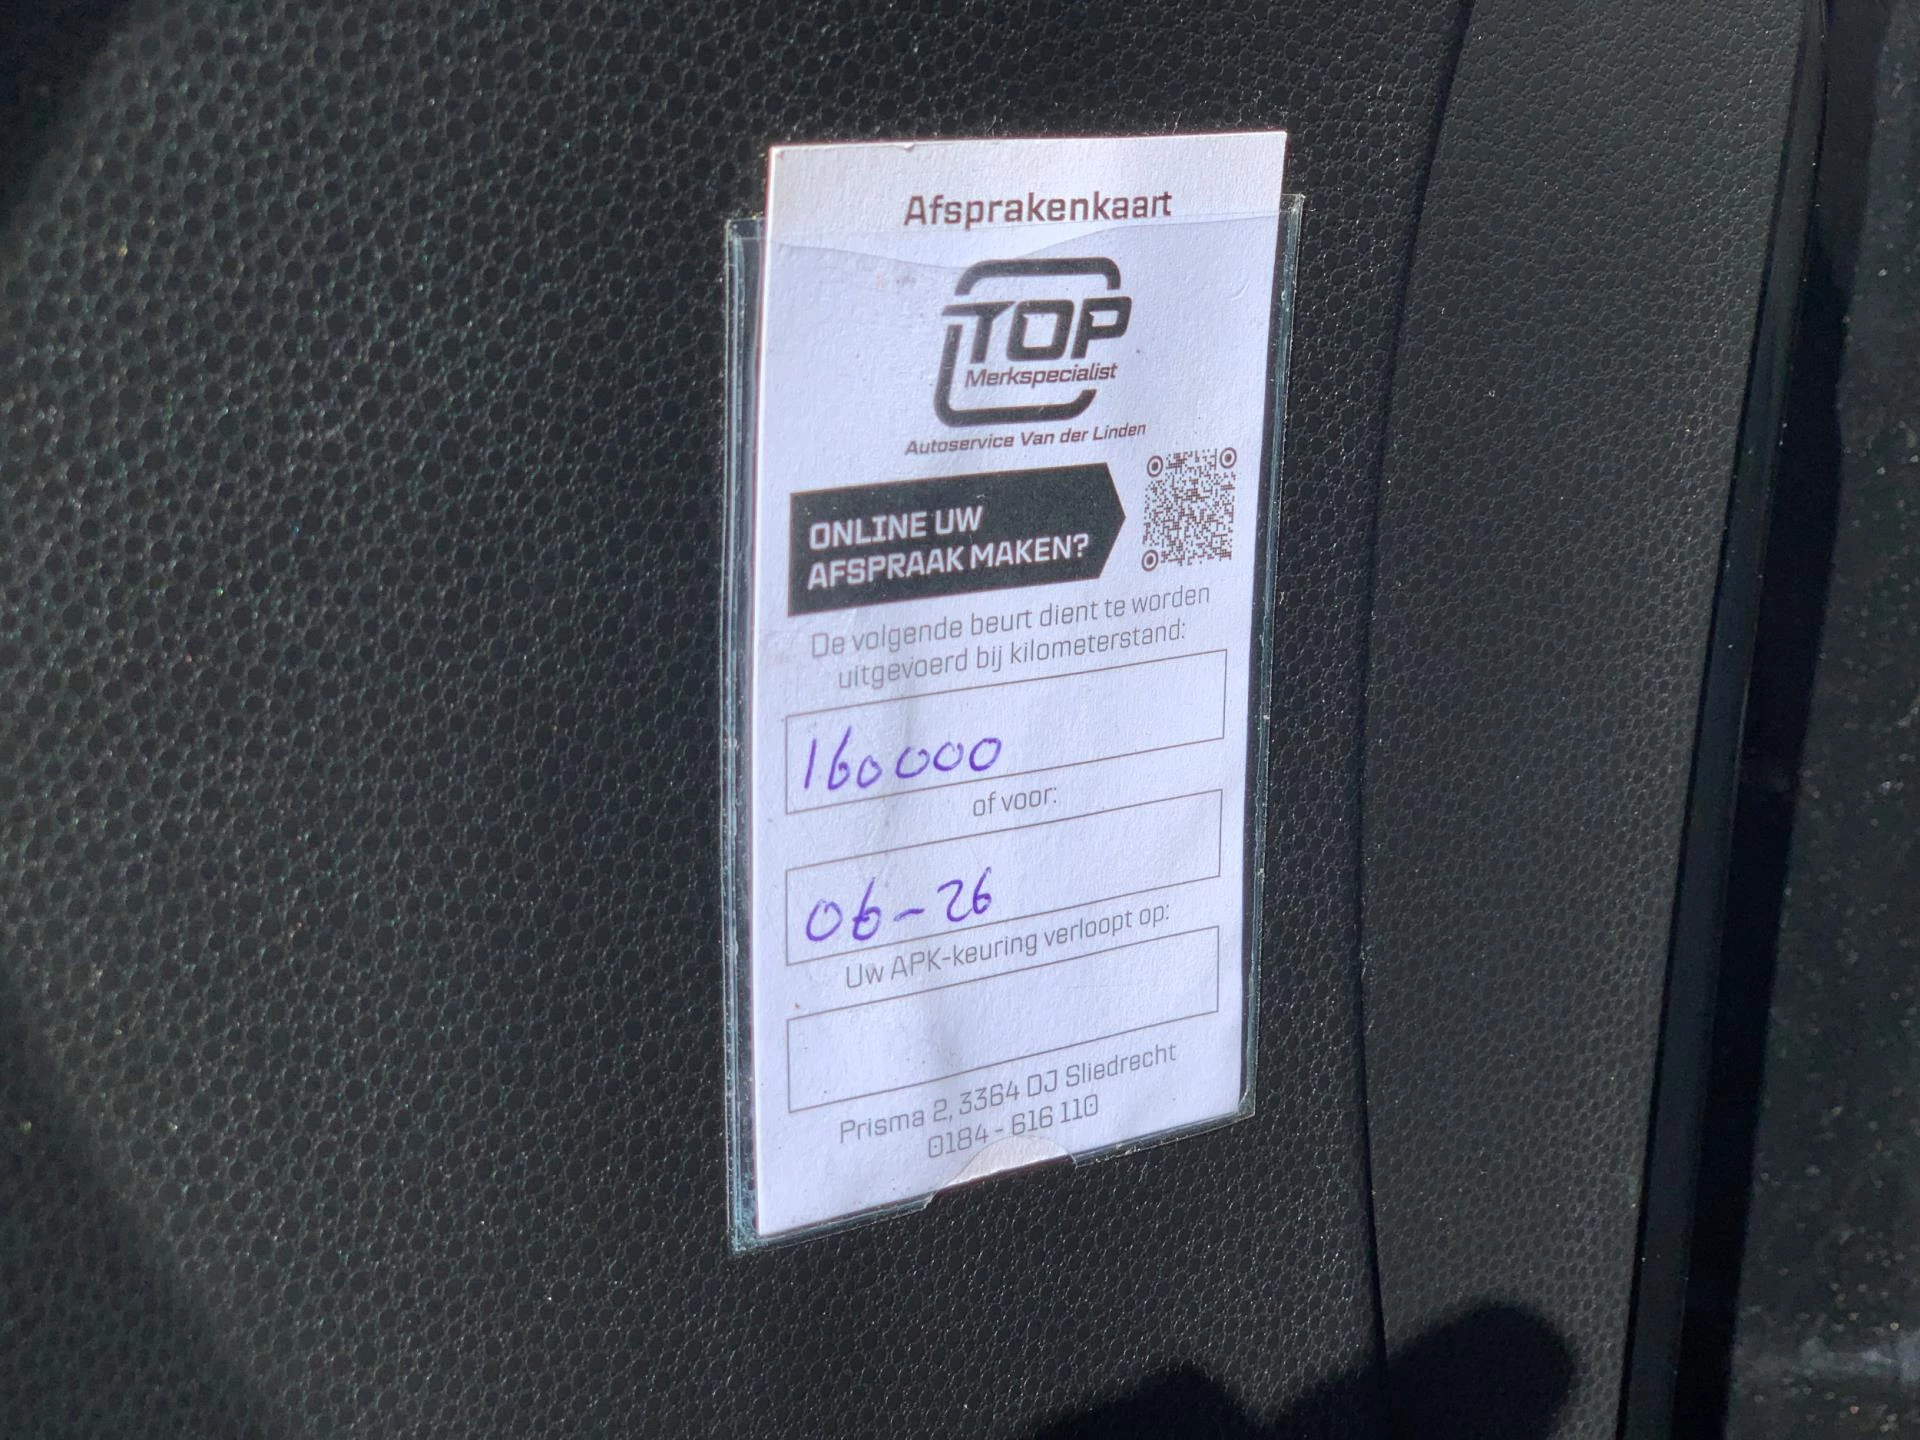 Afsprakenkaart
TOP
Merkspecialist
Autoservice Van der Linden
ONLINE UW
AFSPRAAK MAKEN?
De volgende beurt dient te worden
uitgevoerd bij kilometerstand:
160000
of voor:
06-26
Uw APK-keuring verloopt op:
Prisma 2, 3364 DJ Sliedrecht
0184 - 616 110